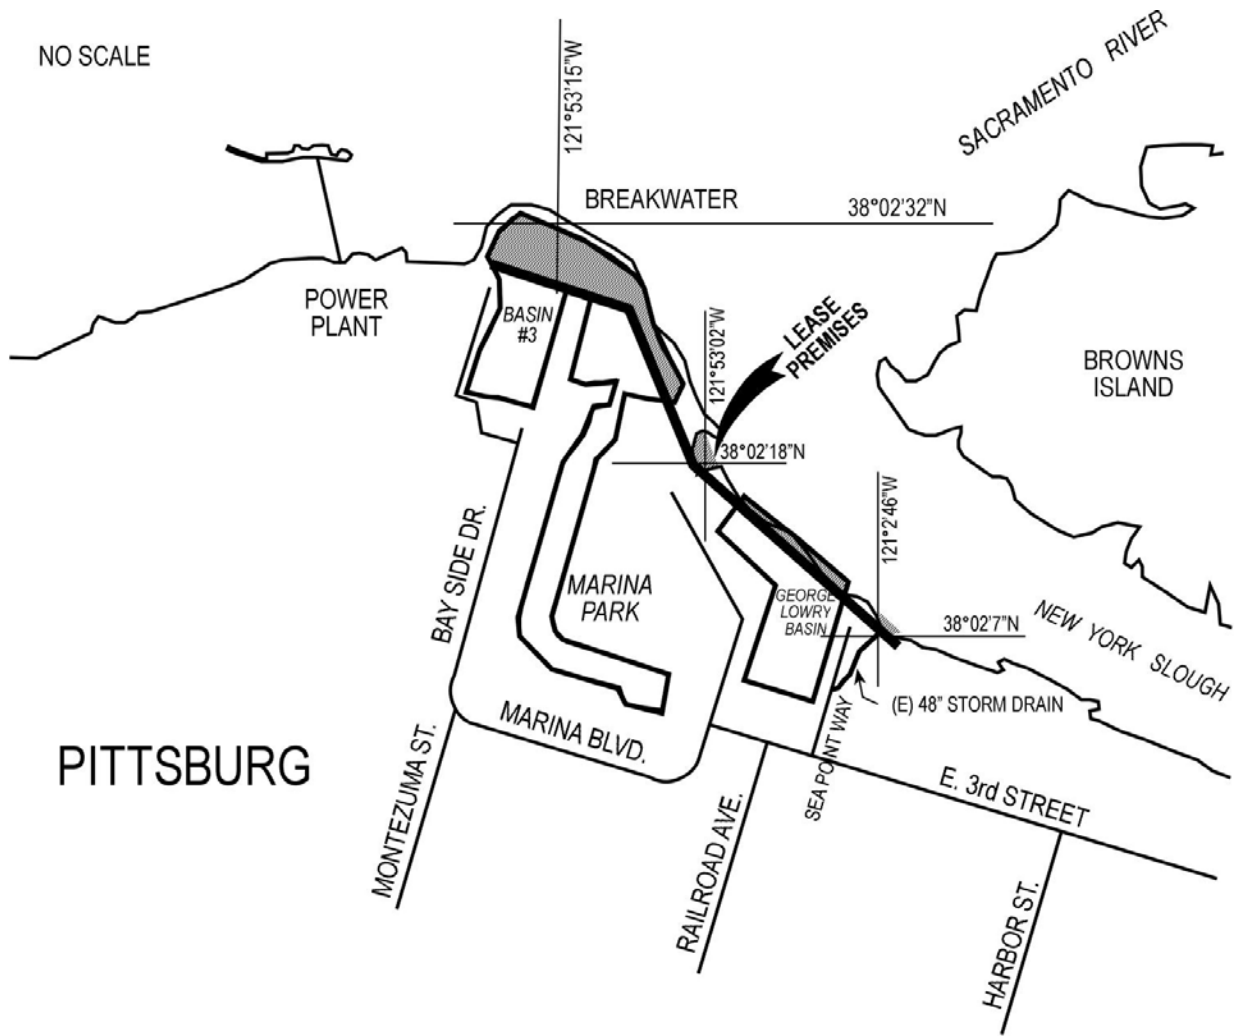 NO SCALE
SACRAMENTO RIVER
121°53'15"W
BREAKWATER
38°02'32"N
POWER
PLANT
BASIN
#3
121°53'02"W
LEASE
PREMISES
BROWNS
ISLAND
38°02'18"N
121°2'46"W
BAY SIDE DR.
MARINA
PARK
GEORGE
LOWRY
BASIN
38°02'7"N
NEW YORK SLOUGH
(E) 48" STORM DRAIN
MARINA BLVD.
SEA POINT WAY
PITTSBURG
MONTEZUMA ST.
RAILROAD AVE.
E. 3rd STREET
HARBOR ST.